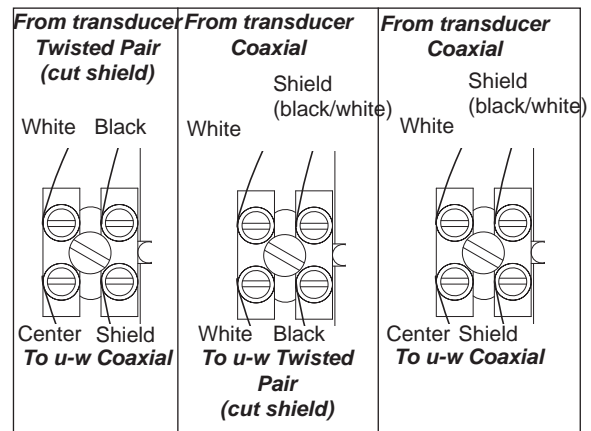 From transducer
Twisted Pair
(cut shield)
White Black
Center Shield
To u-w Coaxial
From transducer
Coaxial
Shield
(black/white)
White
White Black
To u-w Twisted
Pair
(cut shield)
From transducer
Coaxial
Shield
(black/white)
White
Center Shield
To u-w Coaxial